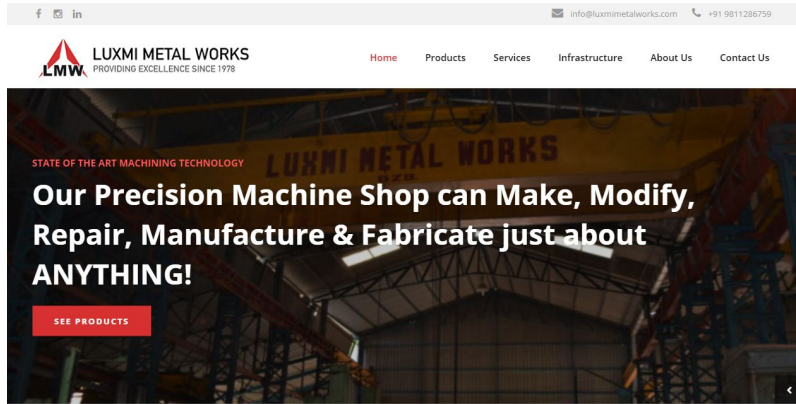 info@luxmimetalworks.com +91 9811286759
LMW
LUXMI METAL WORKS
PROVIDING EXCELLENCE SINCE 1978
Home Products Services Infrastructure About Us Contact Us
LUXMI METAL WORKS
GZB.
STATE OF THE ART MACHINING TECHNOLOGY
Our Precision Machine Shop can Make, Modify,
Repair, Manufacture & Fabricate just about
ANYTHING!
SEE PRODUCTS